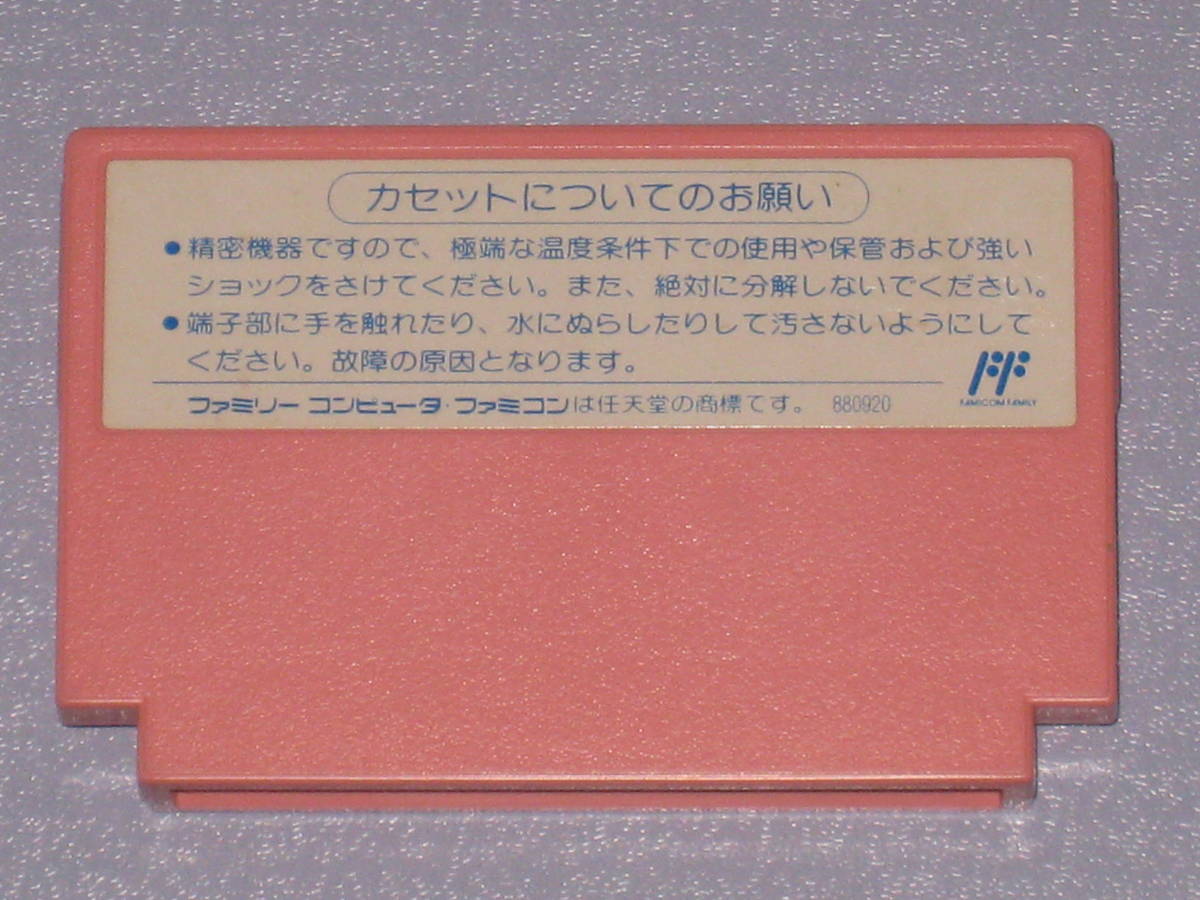 カセットについてのお願い
●精密機器ですので、極端な温度条件下での使用や保管および強い
ショックをさけてください。また、絶対に分解しないでください。
●端子部に手を触れたり、水にぬらしたりして汚さないようにして
ください。故障の原因となります。
ファミリーコンピュータ・ファミコンは任天堂の商標です。 880920
FAMICOM FAMILY